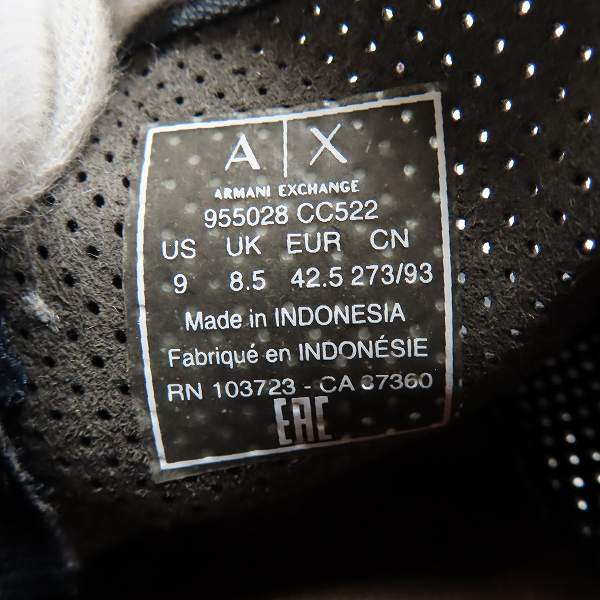 A|X
ARMANI EXCHANGE
955028 CC522
US UK EUR CN
9 8.5 42.5 273/93
Made in INDONESIA
Fabriqué en INDONÉSIE
RN 103723 - CA 37360
EAC